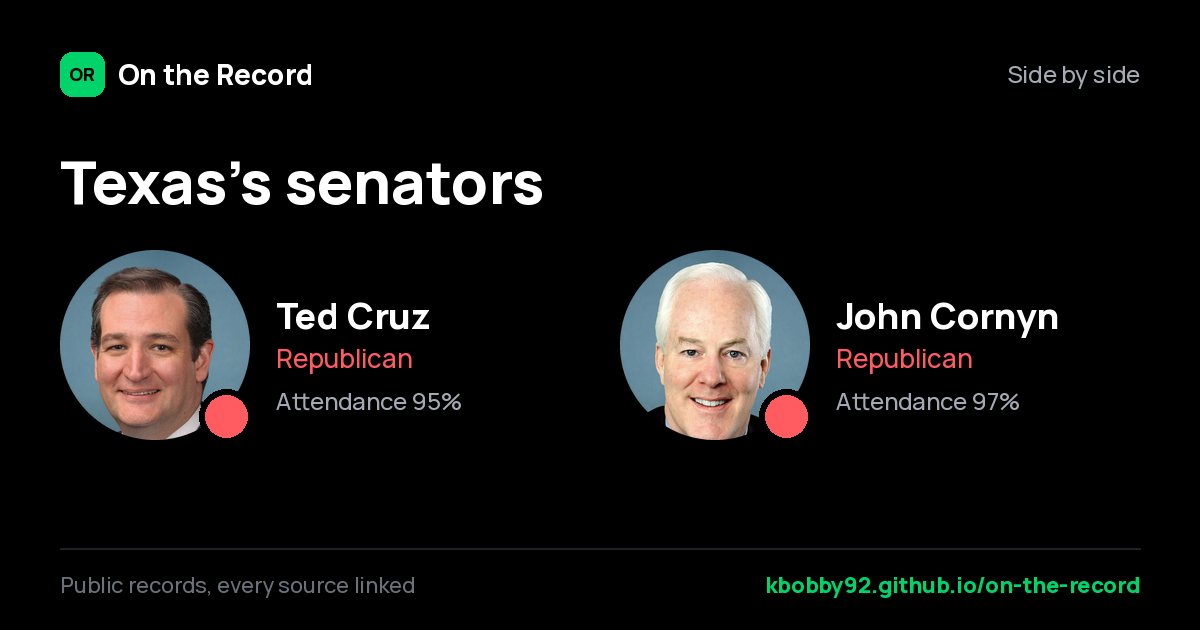 OR On the Record
Side by side
Texas’s senators
Ted Cruz
Republican
Attendance 95%
John Cornyn
Republican
Attendance 97%
Public records, every source linked
kbobby92.github.io/on-the-record